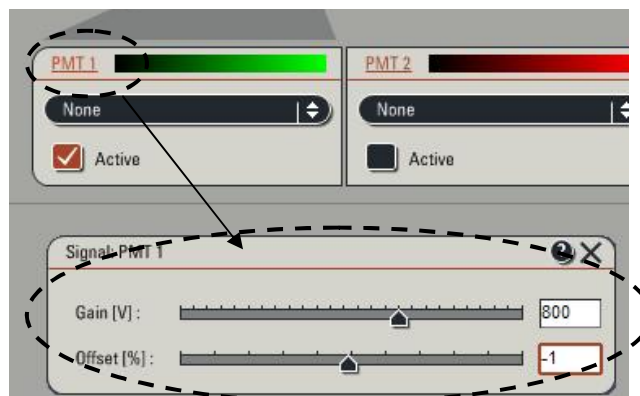 PMT 1
PMT 2
None
None
Active
Active
Signal: PMT 1
Gain [V] :
800
Offset [%] :
-1